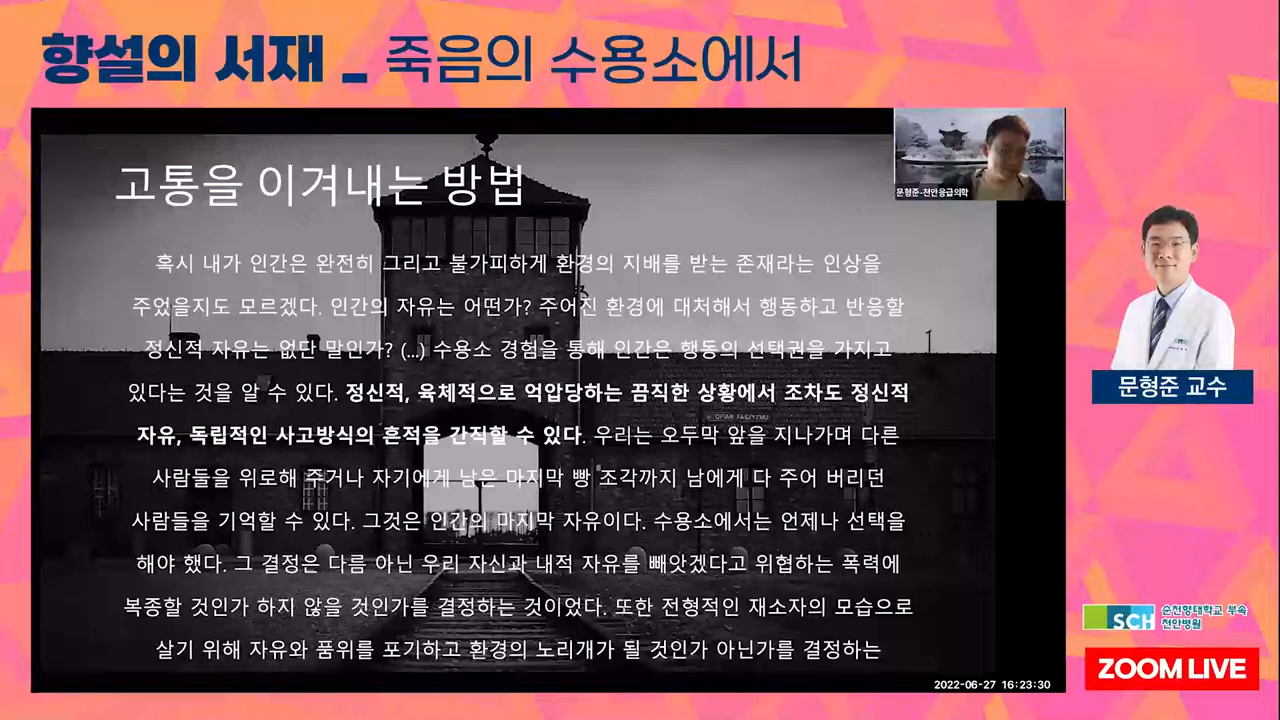 향설의 서재 _ 죽음의 수용소에서
고통을 이겨내는 방법
문형준-천안응급의학
혹시 내가 인간은 완전히 그리고 불가피하게 환경의 지배를 받는 존재라는 인상을
주었을지도 모르겠다. 인간의 자유는 어떤가? 주어진 환경에 대처해서 행동하고 반응할
정신적 자유는 없단 말인가? (...) 수용소 경험을 통해 인간은 행동의 선택권을 가지고
있다는 것을 알 수 있다. 정신적, 육체적으로 억압당하는 끔직한 상황에서 조차도 정신적
자유, 독립적인 사고방식의 흔적을 간직할 수 있다. 우리는 오두막 앞을 지나가며 다른
사람들을 위로해 주거나 자기에게 남은 마지막 빵 조각까지 남에게 다 주어 버리던
사람들을 기억할 수 있다. 그것은 인간의 마지막 자유이다. 수용소에서는 언제나 선택을
해야 했다. 그 결정은 다름 아닌 우리 자신과 내적 자유를 빼앗겠다고 위협하는 폭력에
복종할 것인가 하지 않을 것인가를 결정하는 것이었다. 또한 전형적인 재소자의 모습으로
살기 위해 자유와 품위를 포기하고 환경의 노리개가 될 것인가 아닌가를 결정하는
2022-06-27 16:23:30
문형준 교수
SCH 순천향대학교 부속
천안병원
ZOOM LIVE